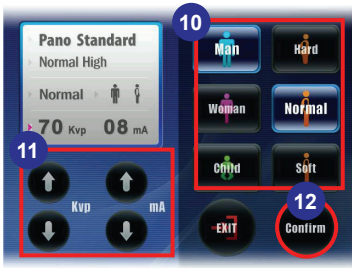 10
Pano Standard
Normal High
Normal
70 Kvp 08 mA
Man
Hard
Woman
Normal
Child
Soft
11
Kvp
mA
12
EXIT
Confirm